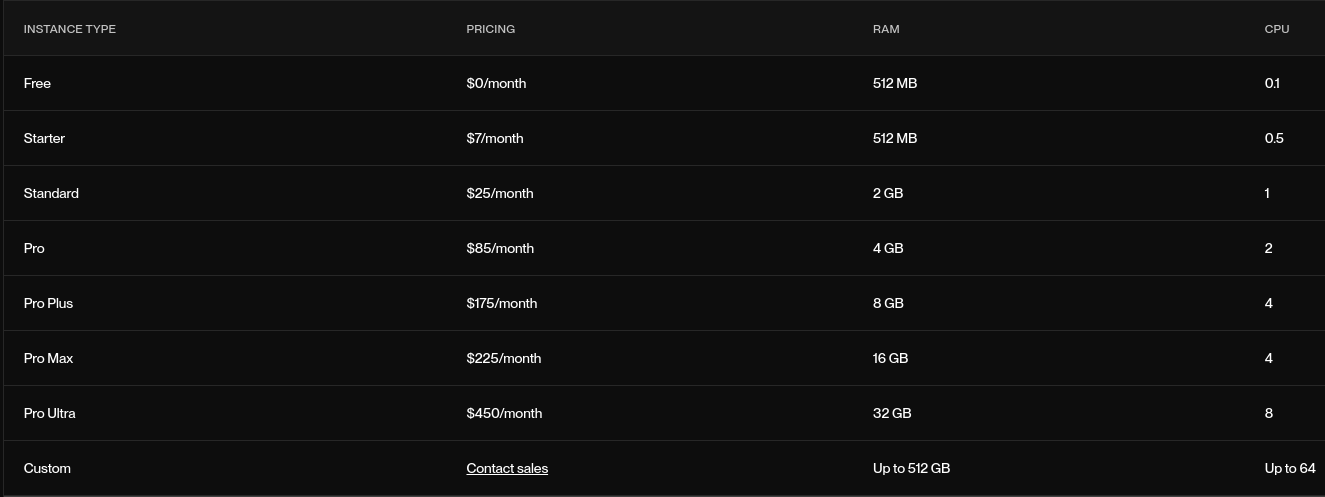 INSTANCE TYPE PRICING RAM CPU
Free $0/month 512 MB 0.1
Starter $7/month 512 MB 0.5
Standard $25/month 2 GB 1
Pro $85/month 4 GB 2
Pro Plus $175/month 8 GB 4
Pro Max $225/month 16 GB 4
Pro Ultra $450/month 32 GB 8
Custom Contact sales Up to 512 GB Up to 64